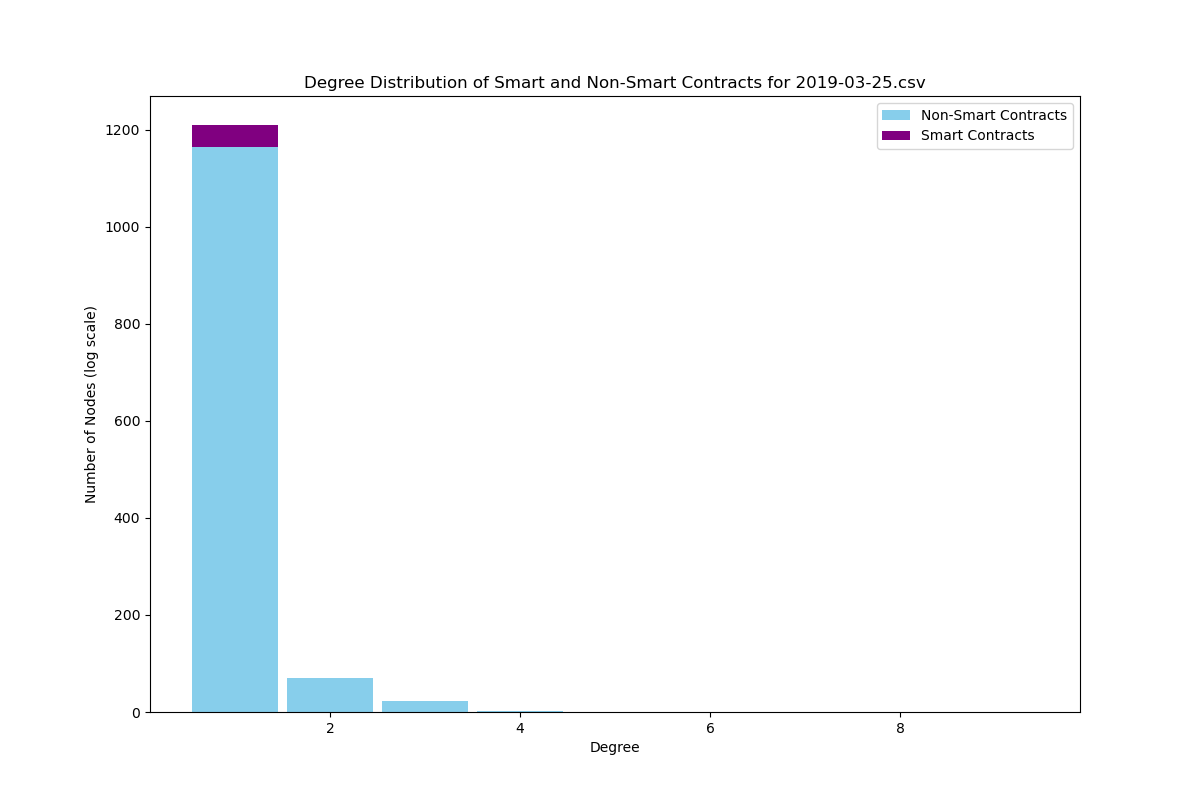 Degree Distribution of Smart and Non-Smart Contracts for 2019-03-25.csv
Non-Smart Contracts
Smart Contracts
Number of Nodes (log scale)
1200
1000
800
600
400
200
0
2
4
6
8
Degree